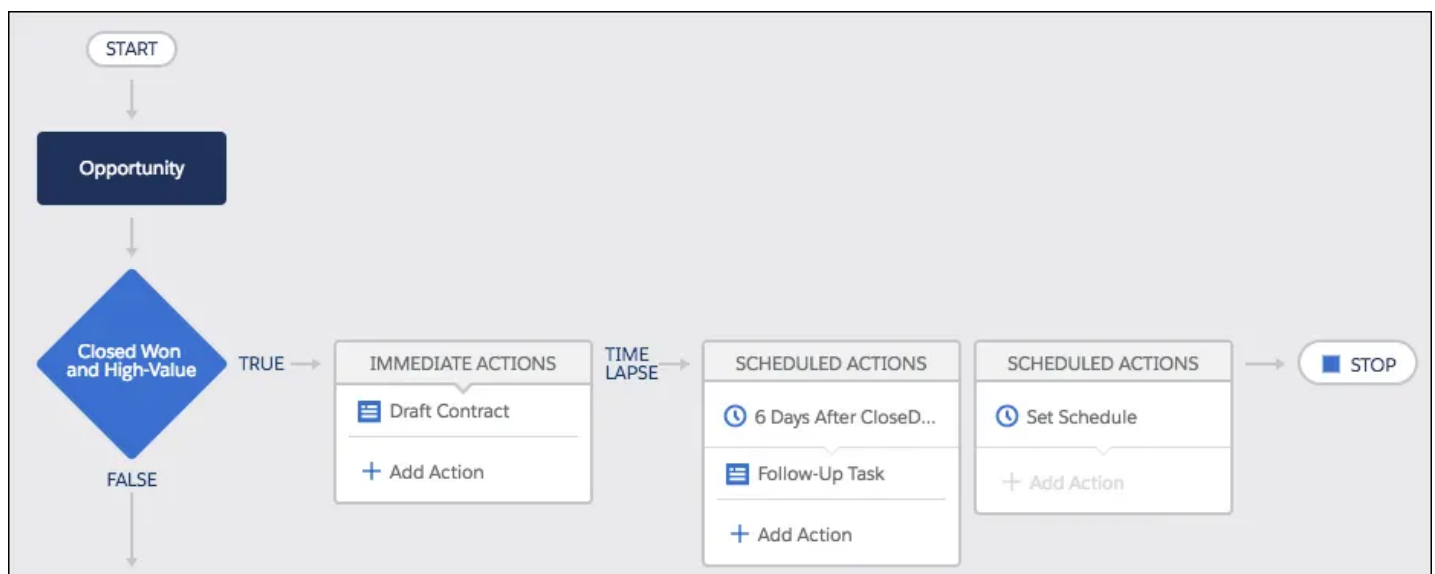 START
Opportunity
Closed Won
and High-Value
TRUE
FALSE
IMMEDIATE ACTIONS
Draft Contract
Add Action
TIME
LAPSE
SCHEDULED ACTIONS
6 Days After CloseD...
Follow-Up Task
Add Action
SCHEDULED ACTIONS
Set Schedule
Add Action
STOP